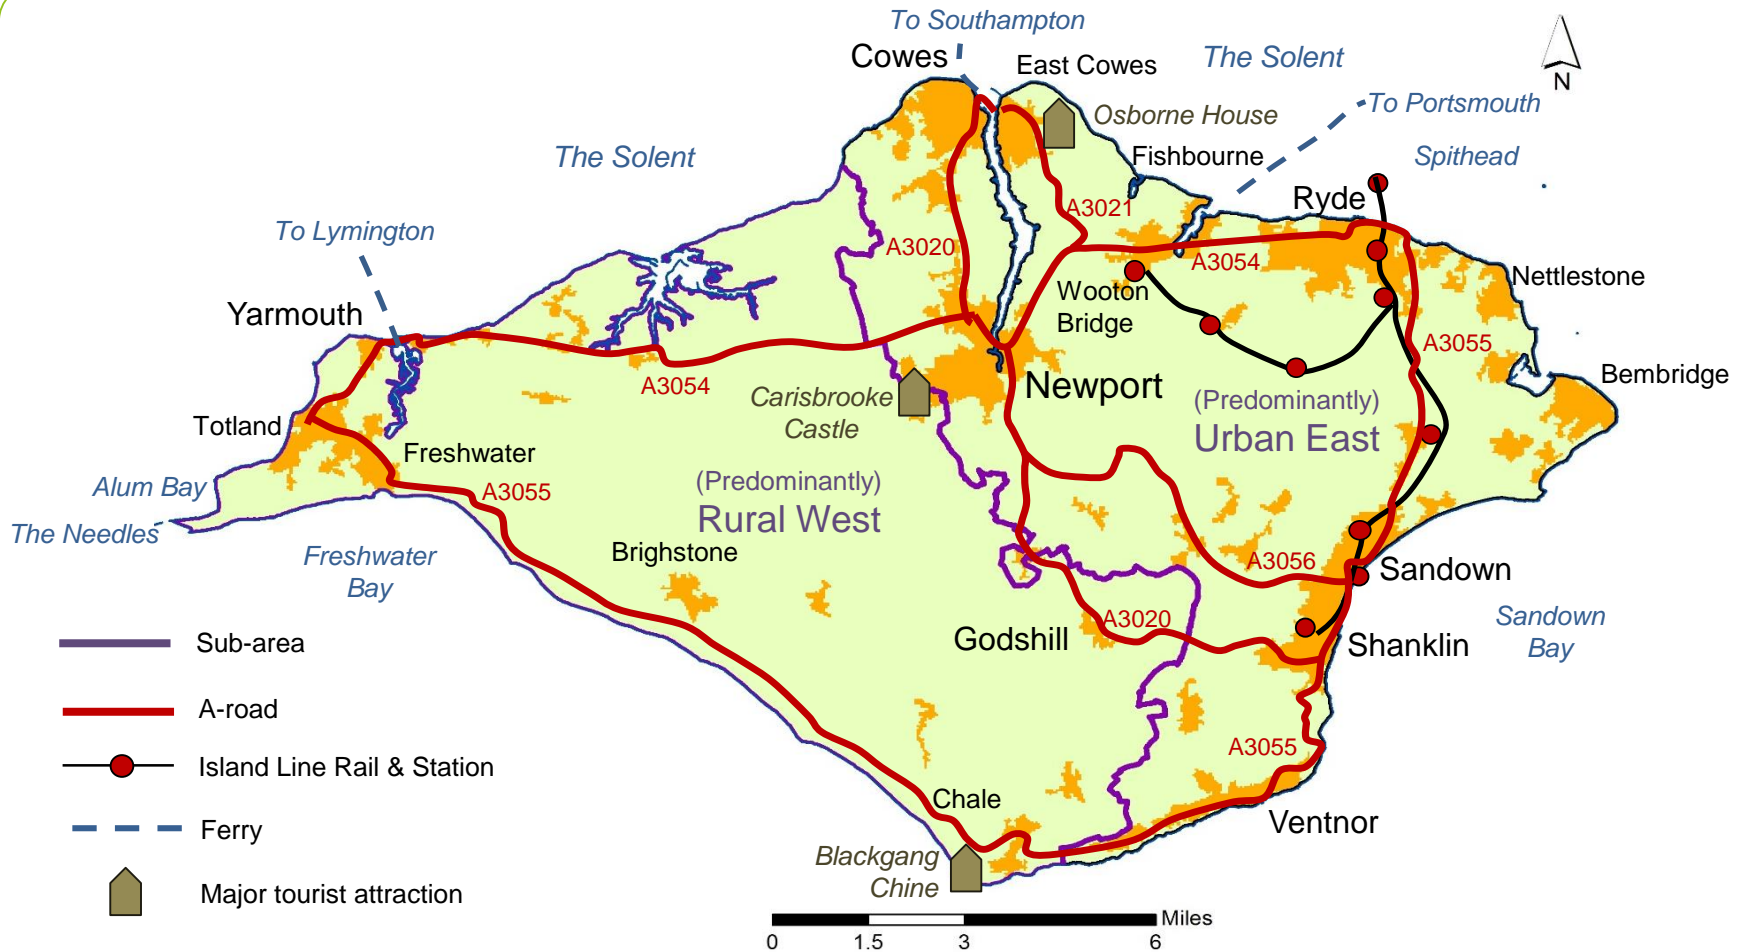 To Southampton
Cowes
East Cowes
The Solent
N
Osborne House
To Portsmouth
The Solent
Fishbourne
Spithead
Ryde
To Lymington
A3021
A3020
A3054
Nettlestone
Yarmouth
Wooton
Bridge
A3055
A3054
Newport
Bembridge
Carisbrooke
Castle
(Predominantly)
Urban East
Totland
Freshwater
Alum Bay
A3055
(Predominantly)
Rural West
The Needles
Freshwater
Bay
Brighstone
A3056
Sandown
Sandown
Bay
A3020
Godshill
Shanklin
Sub-area
A-road
A3055
Island Line Rail & Station
Chale
Ventnor
Ferry
Blackgang
Chine
Major tourist attraction
Miles
0 1.5 3 6